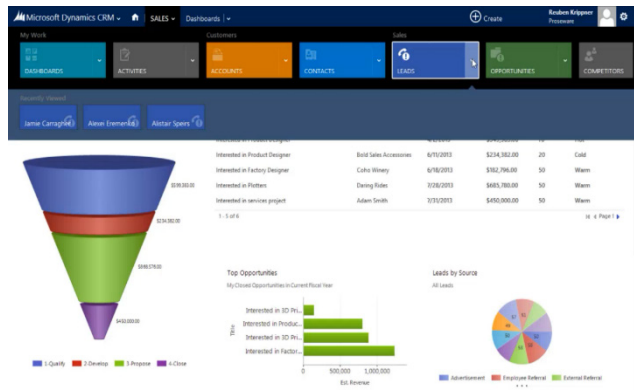 Microsoft Dynamics CRM
SALES
Dashboards
Create
Reuben Krippner
Proseware
My Work
Customers
Sales
DASHBOARDS
ACTIVITIES
ACCOUNTS
CONTACTS
LEADS
OPPORTUNITIES
COMPETITORS
Recently Viewed
Jamie Carragher
Alexei Eremenko
Alistair Speirs
Interested in Product Designer Bold Sales Accessories 6/11/2013 $234,382.00 20 Cold
Interested in Factory Designer Coho Winery 6/18/2013 $182,796.00 50 Warm
Interested in Plotters Daring Rides 7/28/2013 $685,780.00 50 Warm
Interested in services project Adam Smith 7/31/2013 $450,000.00 50 Warm
1 - 5 of 6 Page 1
$234,382.00
1-Qualify 2-Develop 3-Propose 4-Close
Top Opportunities
My Closed Opportunities in Current Fiscal Year
Title
Interested in 3D Pri...
Interested in Produc...
Interested in 3D Pri...
Interested in Factor...
0 500,000 1,000,000
Est. Revenue
Leads by Source
All Leads
Advertisement Employee Referral External Referral